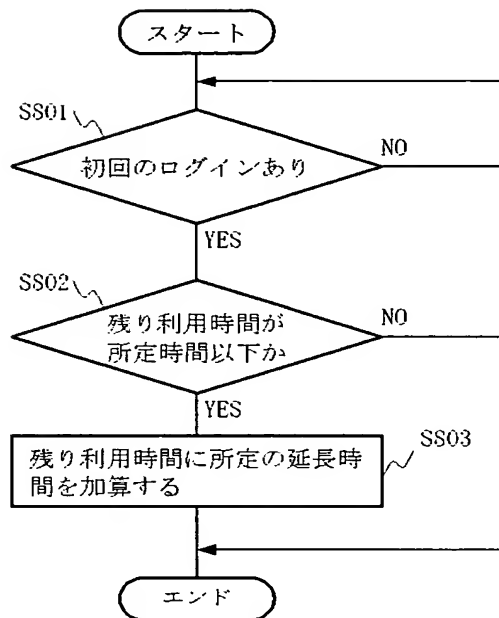 スタート
SS01
初回のログインあり
NO
YES
SS02
残り利用時間が
所定時間以下か
NO
YES
SS03
残り利用時間に所定の延長時
間を加算する
エンド